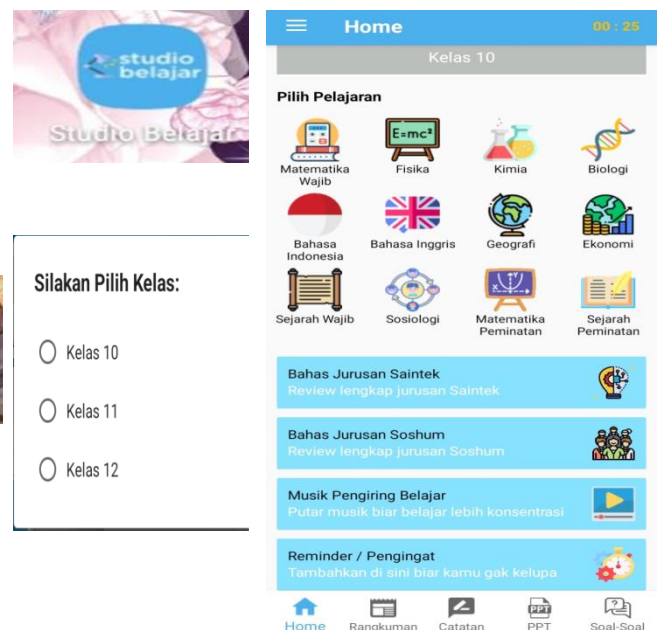 studio
belajar
Studio Belajar
Silakan Pilih Kelas:
Kelas 10
Kelas 11
Kelas 12
Home
00 : 25
Kelas 10
Pilih Pelajaran
Matematika
Wajib
E=mc²
Fisika
Kimia
Biologi
Bahasa
Indonesia
Bahasa Inggris
Geografi
Ekonomi
Sejarah Wajib
Sosiologi
Matematika
Peminatan
Sejarah
Peminatan
Bahas Jurusan Saintek
Review lengkap jurusan Saintek
Bahas Jurusan Soshum
Review lengkap jurusan Soshum
Musik Pengiring Belajar
Putar musik biar belajar lebih konsentrasi
Reminder / Pengingat
Tambahkan di sini biar kamu gak kelupa
Home
Rangkuman
Catatan
PPT
PPT
Soal-Soal